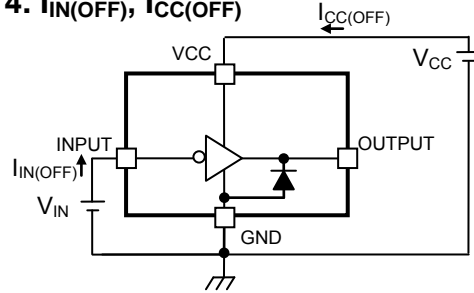 4. IIN(OFF), ICC(OFF)
ICC(OFF)
VCC
VCC
INPUT
OUTPUT
IIN(OFF)
VIN
GND